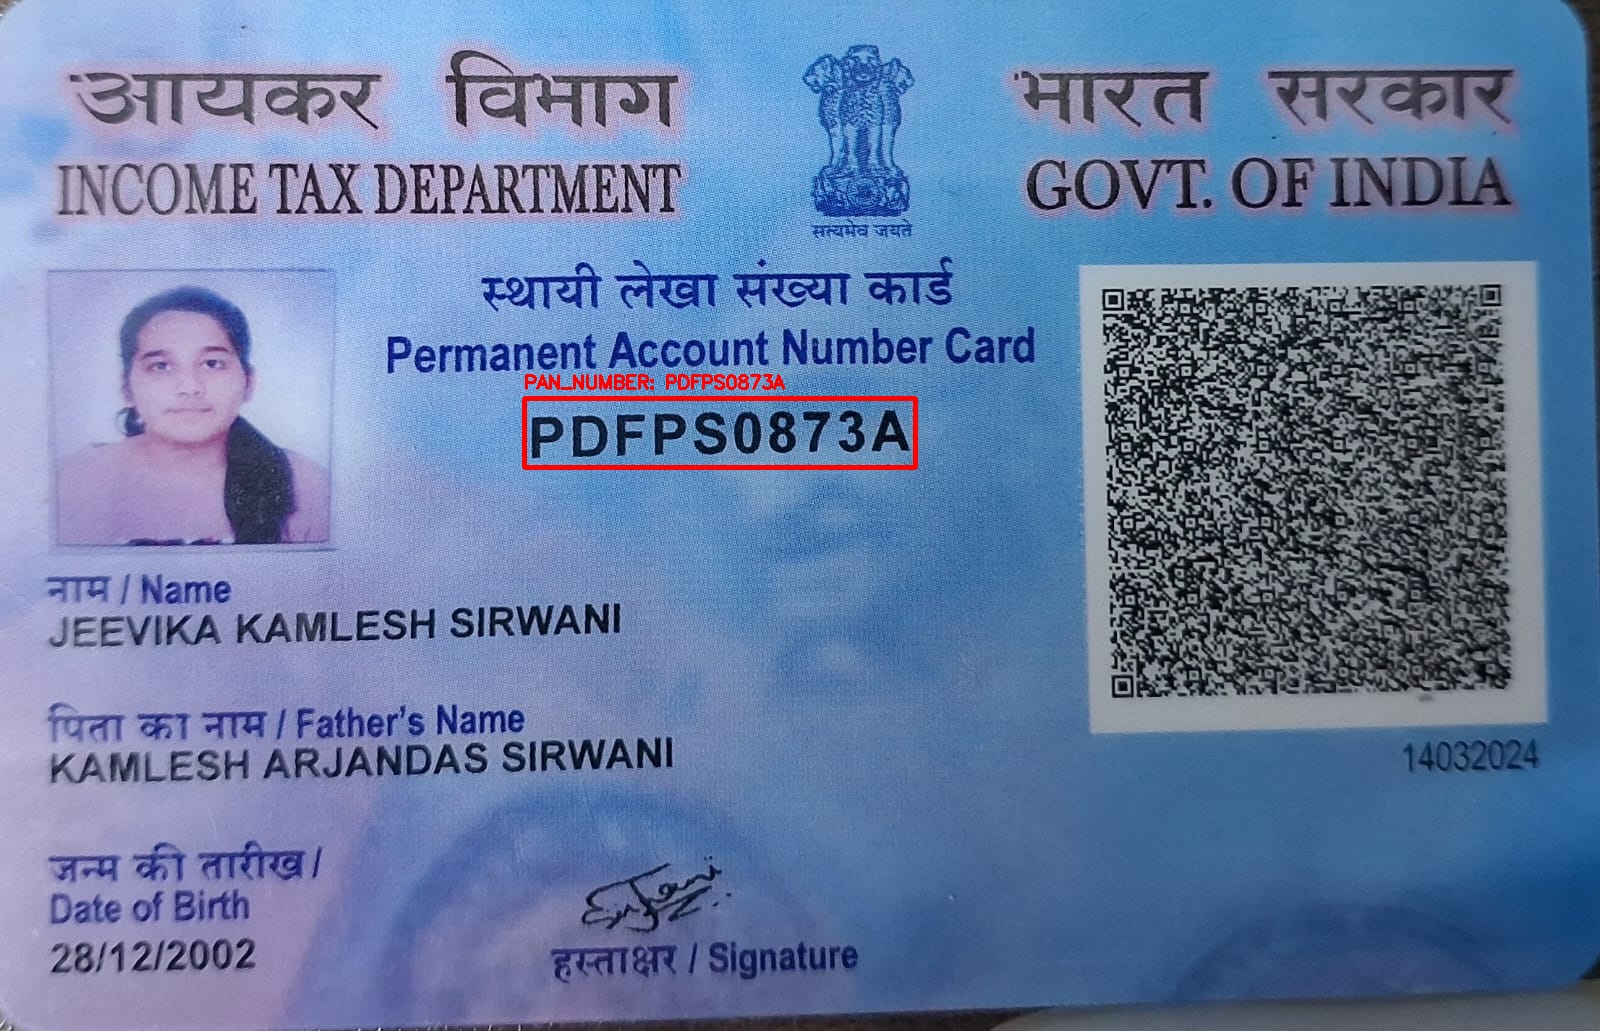 आयकर विभाग
INCOME TAX DEPARTMENT
सत्यमेव जयते
भारत सरकार
GOVT. OF INDIA
स्थायी लेखा संख्या कार्ड
Permanent Account Number Card
PAN_NUMBER: PDFPS0873A
PDFPS0873A
नाम / Name
JEEVIKA KAMLESH SIRWANI
पिता का नाम / Father's Name
KAMLESH ARJANDAS SIRWANI
14032024
जन्म की तारीख /
Date of Birth
28/12/2002
हस्ताक्षर / Signature